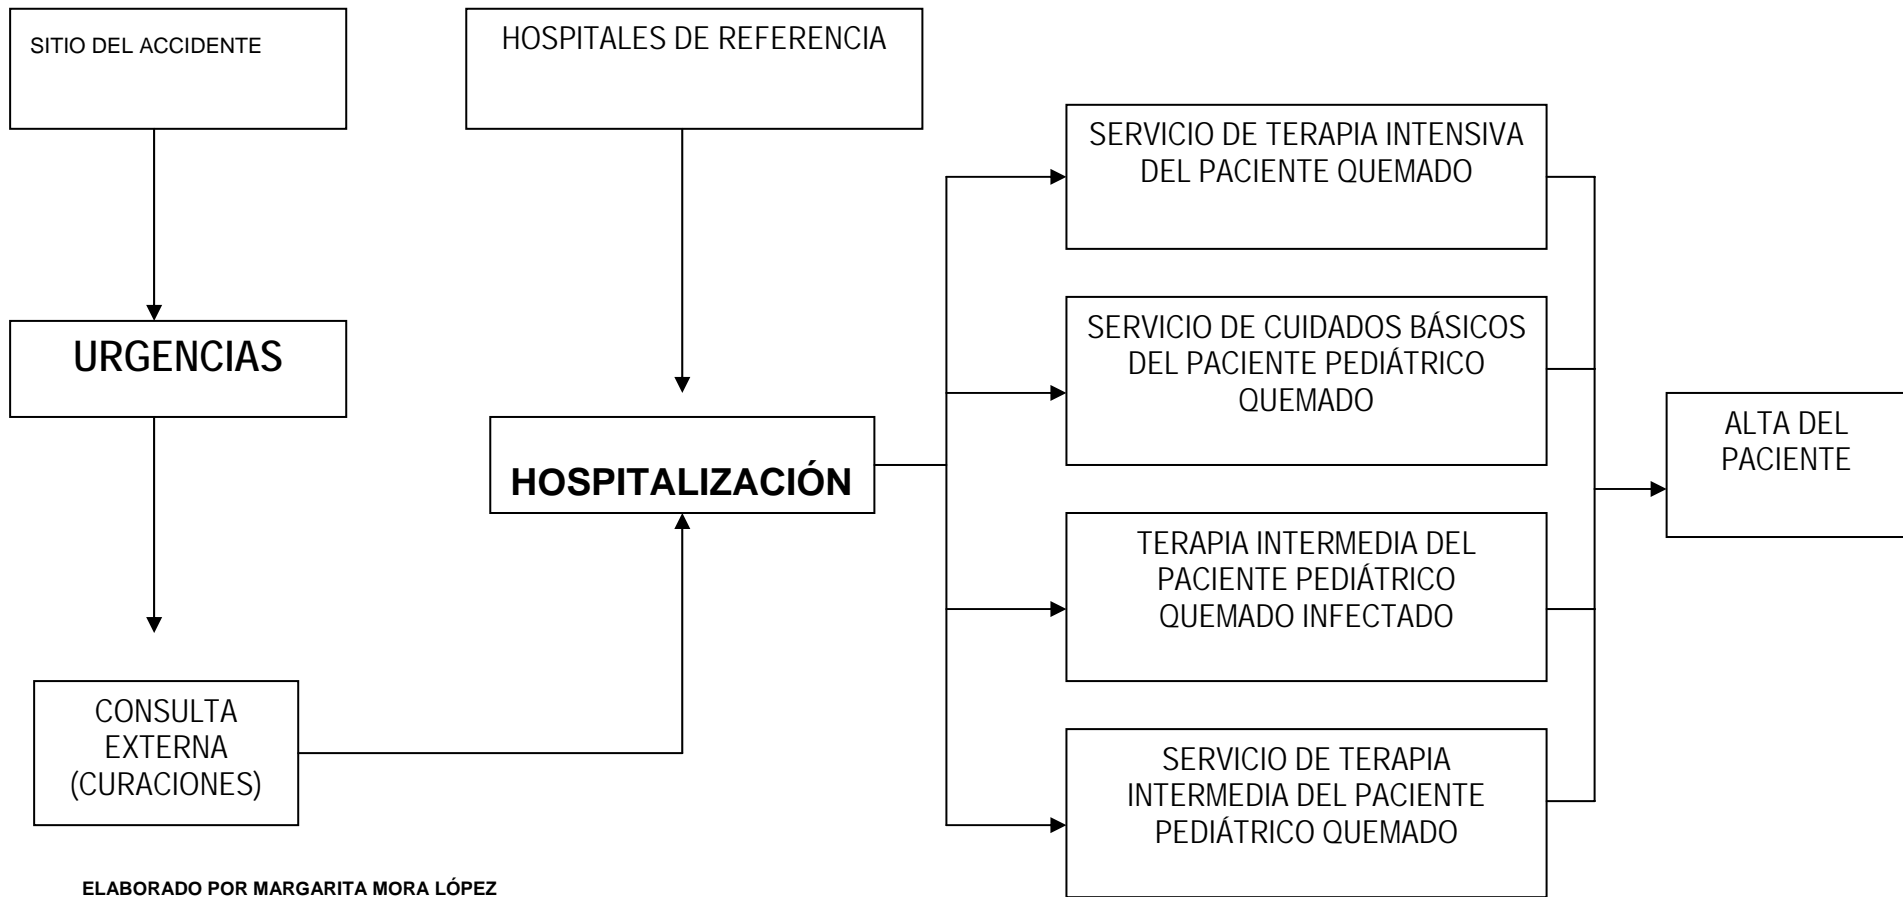 SITIO DEL ACCIDENTE
HOSPITALES DE REFERENCIA
SERVICIO DE TERAPIA INTENSIVA
DEL PACIENTE QUEMADO
URGENCIAS
SERVICIO DE CUIDADOS BÁSICOS
DEL PACIENTE PEDIÁTRICO
QUEMADO
HOSPITALIZACIÓN
ALTA DEL
PACIENTE
TERAPIA INTERMEDIA DEL
PACIENTE PEDIÁTRICO
QUEMADO INFECTADO
CONSULTA
EXTERNA
(CURACIONES)
SERVICIO DE TERAPIA
INTERMEDIA DEL PACIENTE
PEDIÁTRICO QUEMADO
ELABORADO POR MARGARITA MORA LÓPEZ